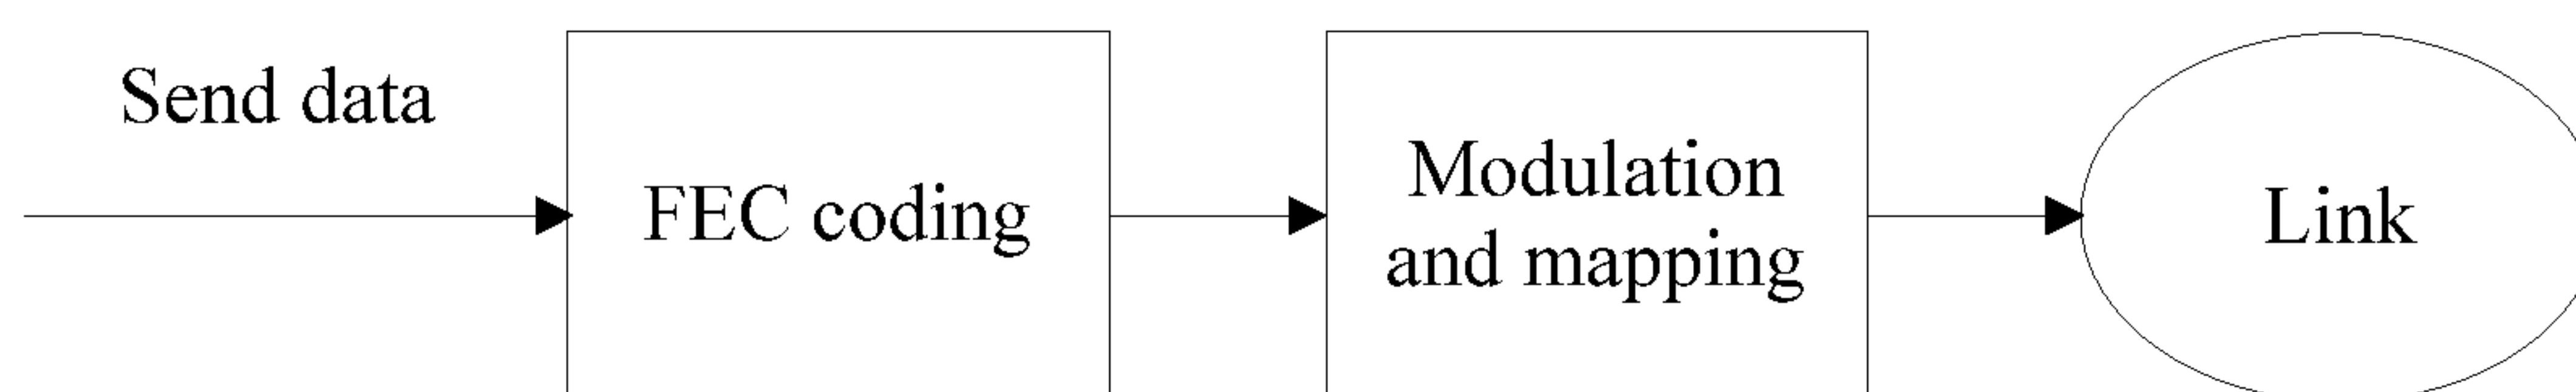 Send data
FEC coding
Modulation
and mapping
Link